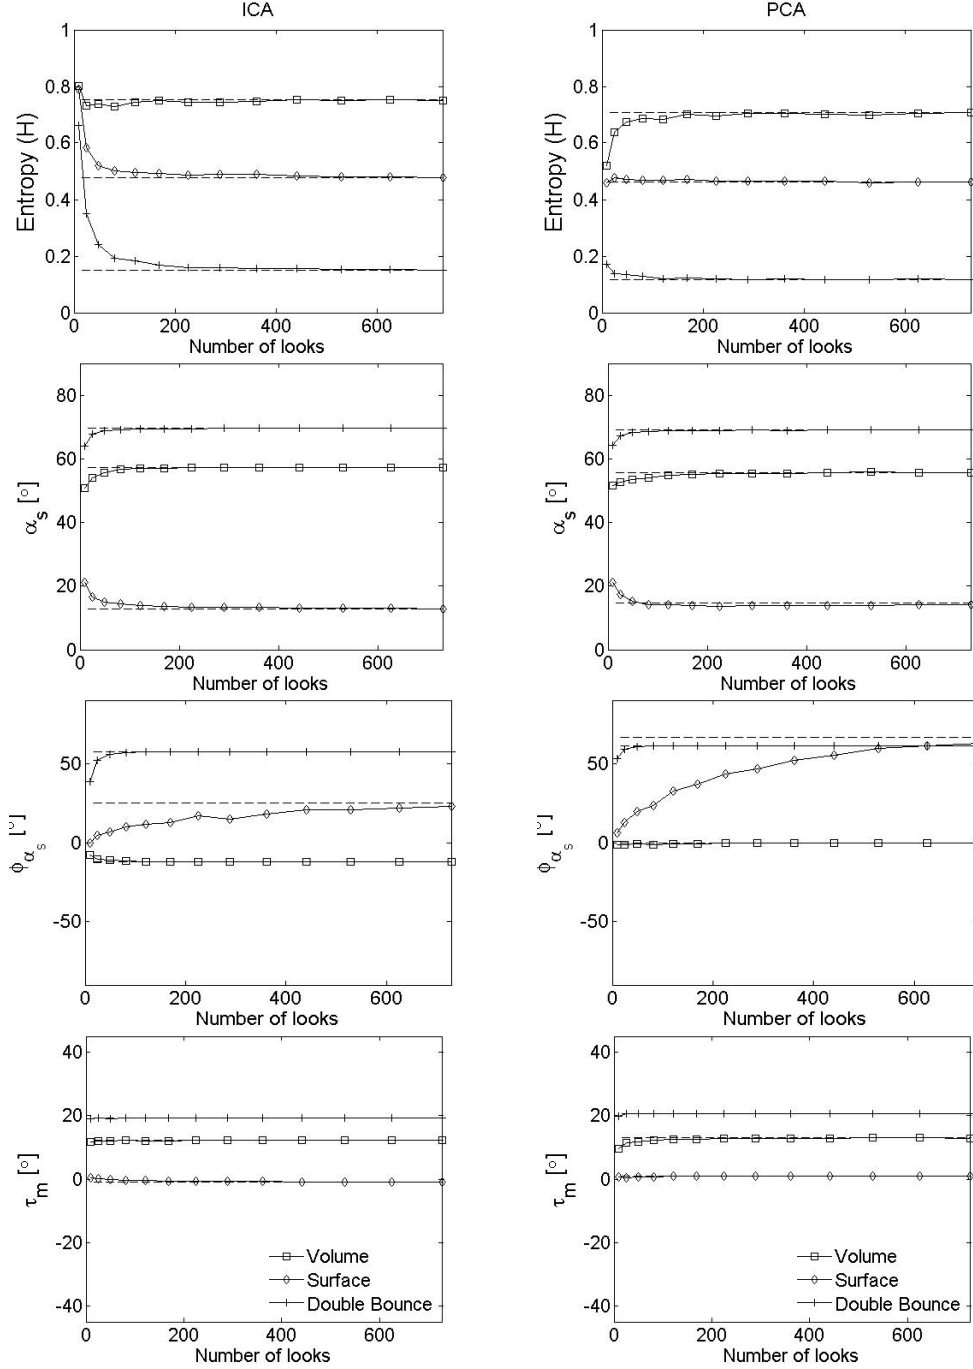 ICA
PCA
1
0.8
0.6
0.4
0.2
0
Entropy (H)
0 200 400 600
Number of looks
1
0.8
0.6
0.4
0.2
0
Entropy (H)
0 200 400 600
Number of looks
80
60
40
20
0
αs [°]
0 200 400 600
Number of looks
80
60
40
20
0
αs [°]
0 200 400 600
Number of looks
50
0
-50
ϕαs [°]
0 200 400 600
Number of looks
50
0
-50
ϕαs [°]
0 200 400 600
Number of looks
40
20
0
-20
-40
τm [°]
Volume
Surface
Double Bounce
0 200 400 600
Number of looks
40
20
0
-20
-40
τm [°]
Volume
Surface
Double Bounce
0 200 400 600
Number of looks